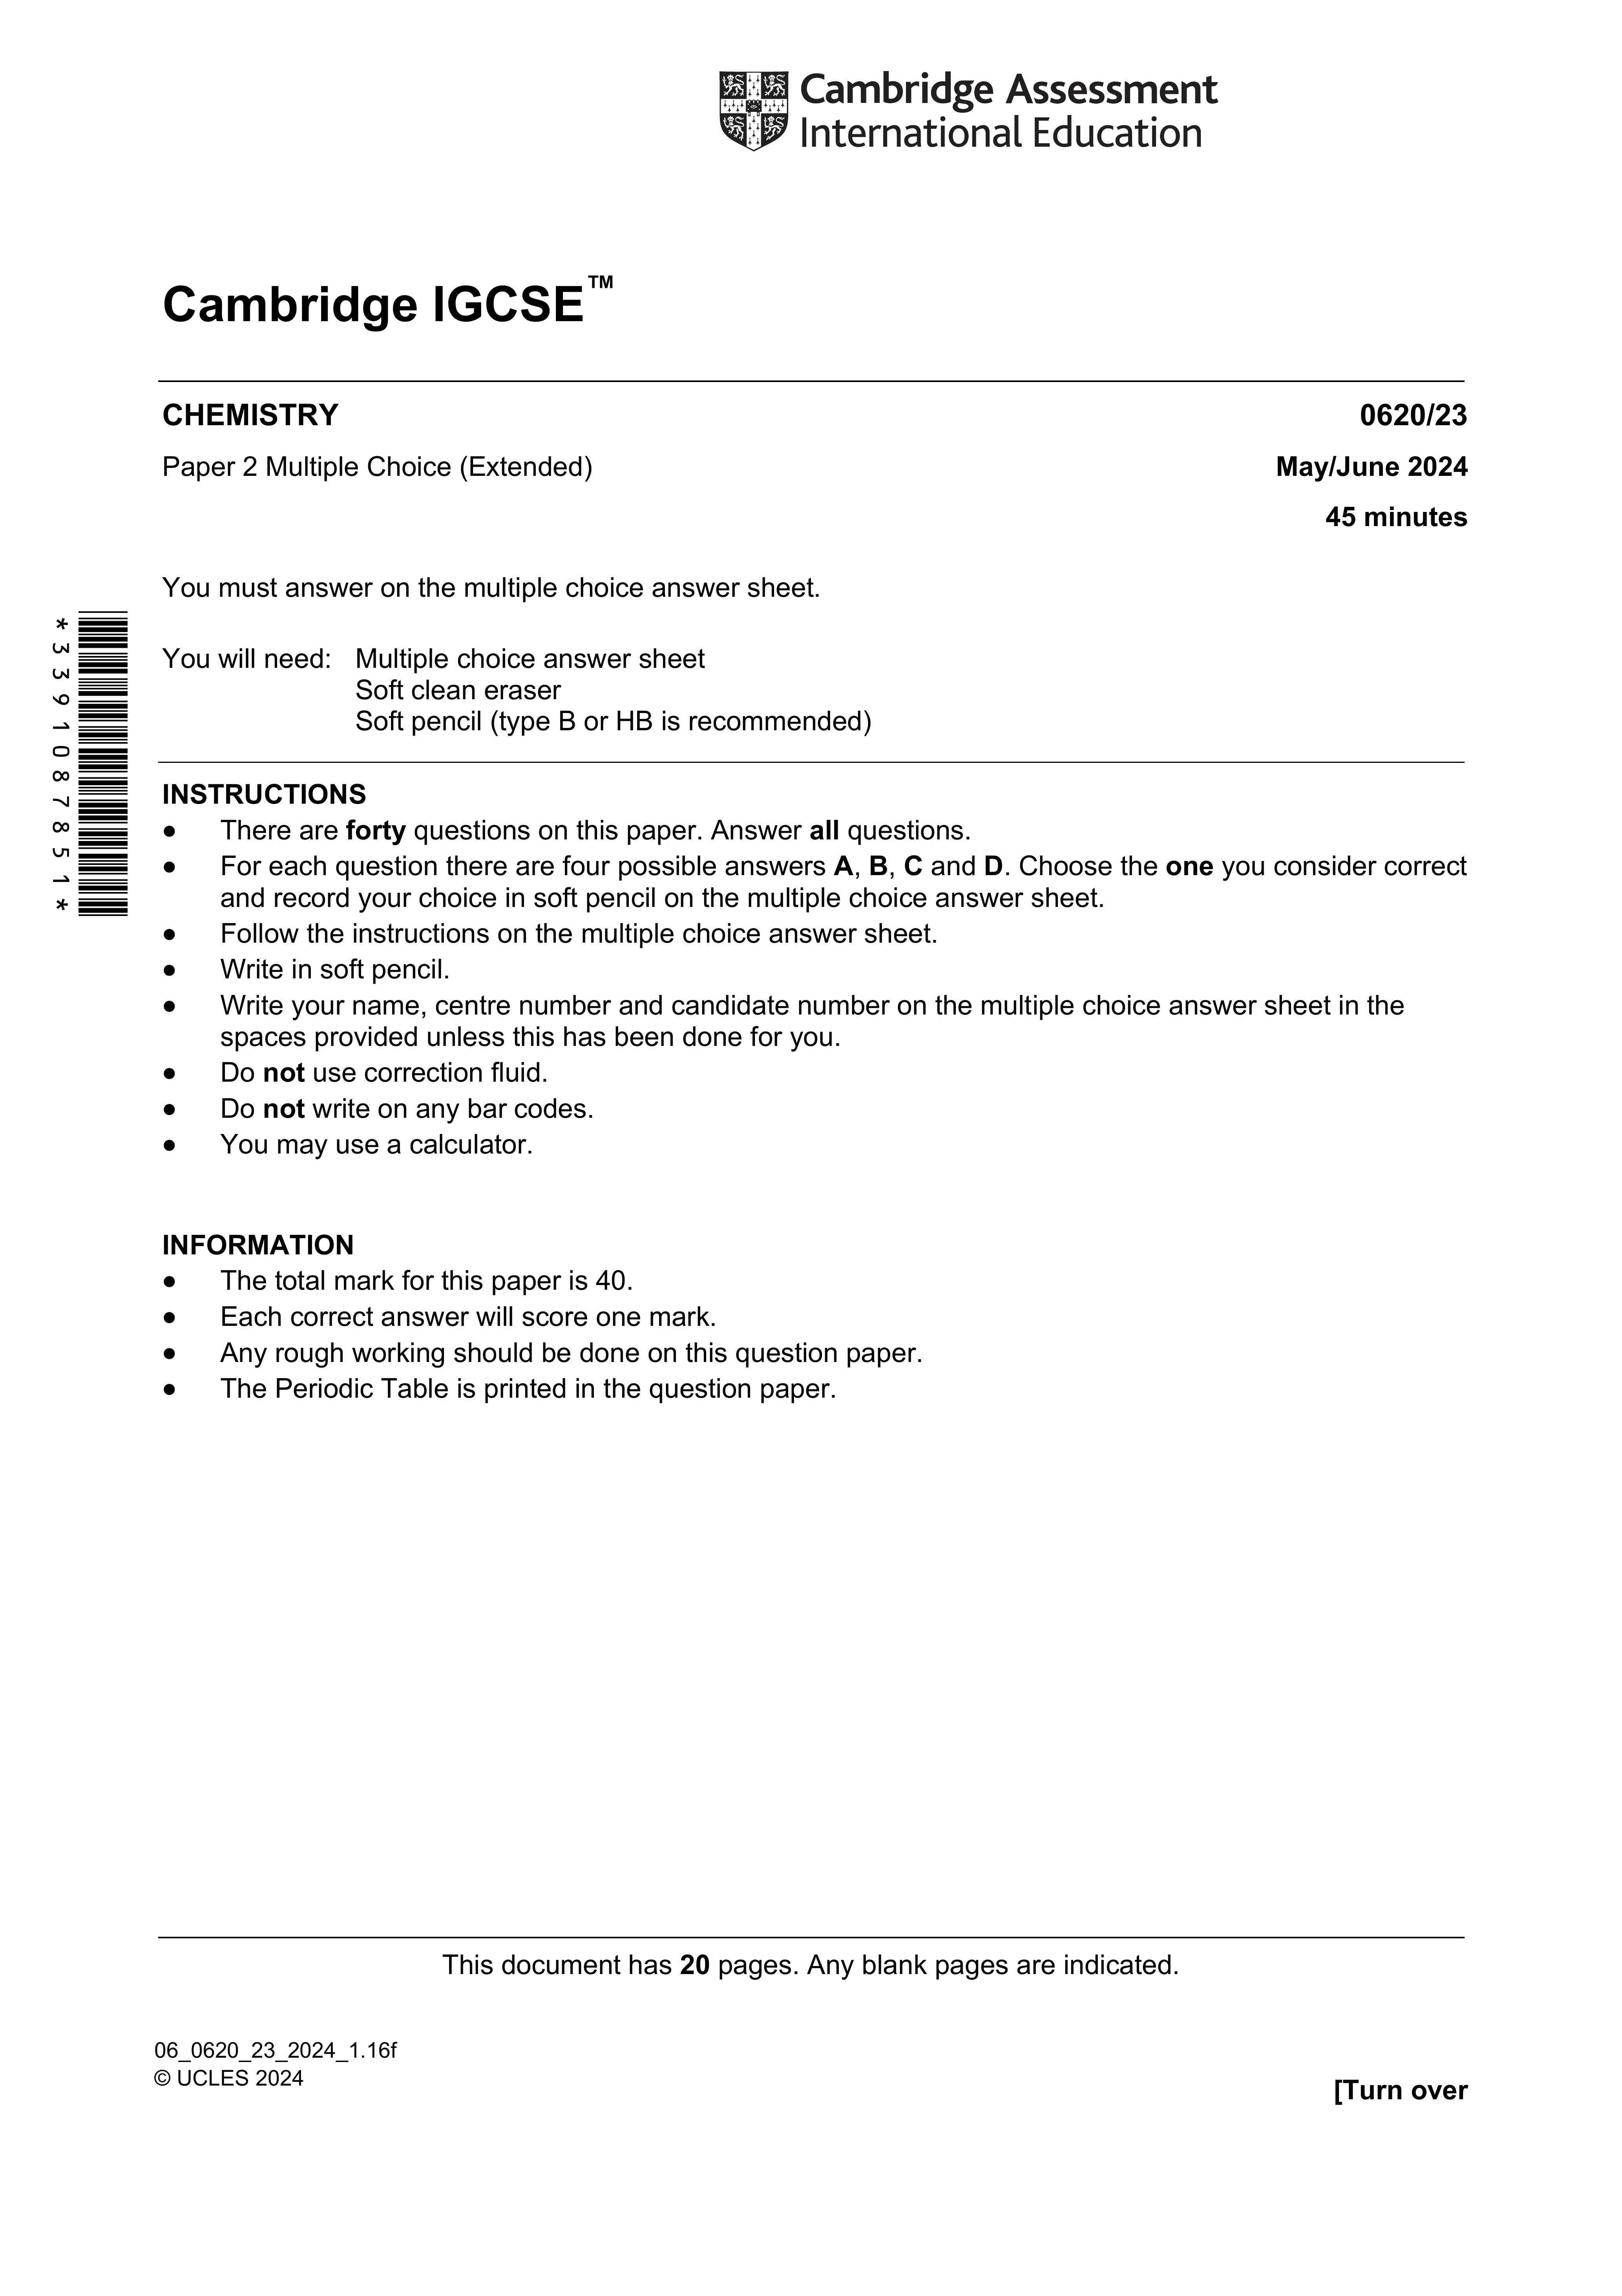 Cambridge Assessment
International Education
Cambridge IGCSE™
CHEMISTRY 0620/23
Paper 2 Multiple Choice (Extended) May/June 2024
45 minutes
You must answer on the multiple choice answer sheet.
You will need: Multiple choice answer sheet
Soft clean eraser
Soft pencil (type B or HB is recommended)
*3391087851*
INSTRUCTIONS
● There are forty questions on this paper. Answer all questions.
● For each question there are four possible answers A, B, C and D. Choose the one you consider correct
and record your choice in soft pencil on the multiple choice answer sheet.
● Follow the instructions on the multiple choice answer sheet.
● Write in soft pencil.
● Write your name, centre number and candidate number on the multiple choice answer sheet in the
spaces provided unless this has been done for you.
● Do not use correction fluid.
● Do not write on any bar codes.
● You may use a calculator.
INFORMATION
● The total mark for this paper is 40.
● Each correct answer will score one mark.
● Any rough working should be done on this question paper.
● The Periodic Table is printed in the question paper.
This document has 20 pages. Any blank pages are indicated.
06_0620_23_2024_1.16f
© UCLES 2024
[Turn over